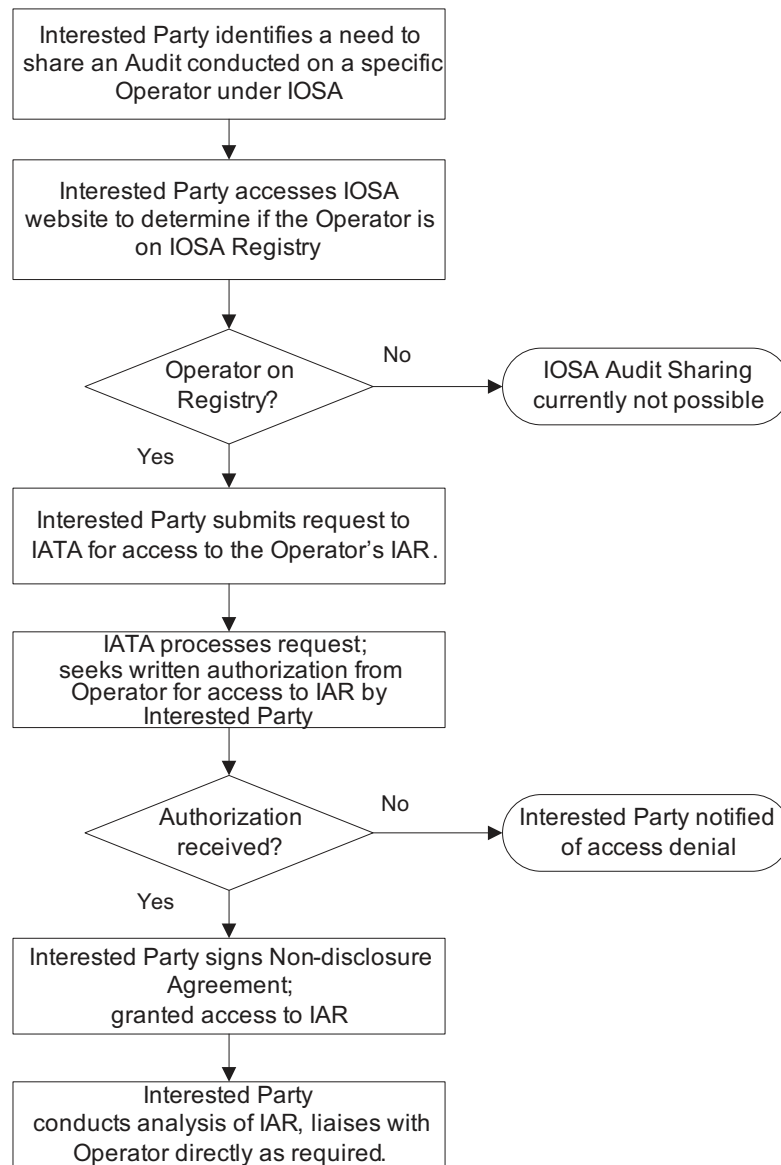 Interested Party identifies a need to
share an Audit conducted on a specific
Operator under IOSA
Interested Party accesses IOSA
website to determine if the Operator is
on IOSA Registry
Operator on
Registry?
No
IOSA Audit Sharing
currently not possible
Yes
Interested Party submits request to
IATA for access to the Operator’s IAR.
IATA processes request;
seeks written authorization from
Operator for access to IAR by
Interested Party
Authorization
received?
No
Interested Party notified
of access denial
Yes
Interested Party signs Non-disclosure
Agreement;
granted access to IAR
Interested Party
conducts analysis of IAR, liaises with
Operator directly as required.